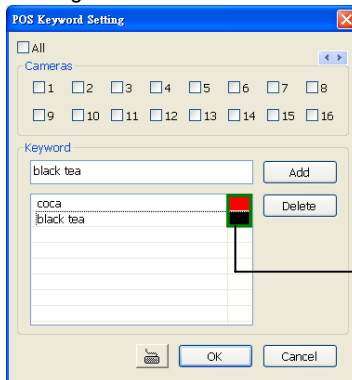 POS Keyword Setting
All
Cameras
1 2 3 4 5 6 7 8
9 10 11 12 13 14 15 16
Keyword
black tea Add
coca Delete
black tea
OK Cancel